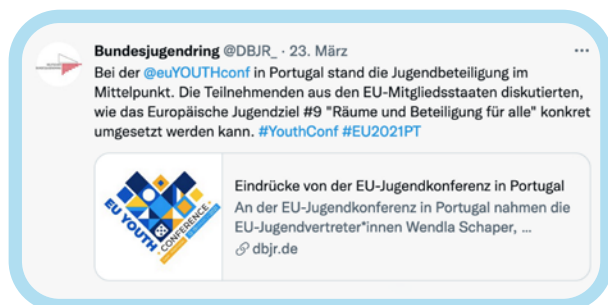 Bundesjugendring @DBJR_ · 23. März
Bei der @euYOUTHconf in Portugal stand die Jugendbeteiligung im
Mittelpunkt. Die Teilnehmenden aus den EU-Mitgliedsstaaten diskutierten,
wie das Europäische Jugendziel #9 "Räume und Beteiligung für alle" konkret
umgesetzt werden kann. #YouthConf #EU2021PT
EU YOUTH
CONFERENCE
Eindrücke von der EU-Jugendkonferenz in Portugal
An der EU-Jugendkonferenz in Portugal nahmen die
EU-Jugendvertreter*innen Wendla Schaper, ...
dbjr.de